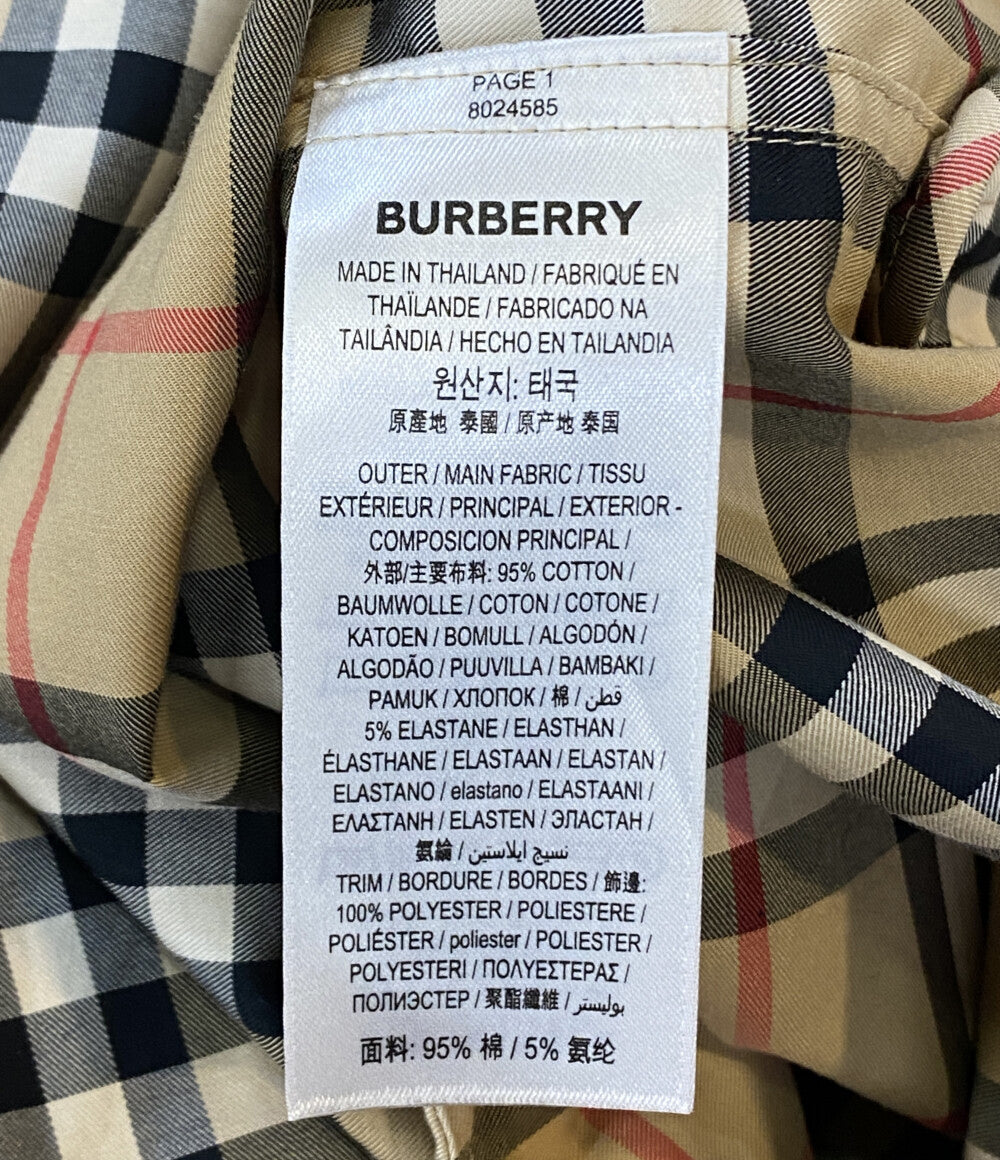 PAGE 1
8024585
BURBERRY
MADE IN THAILAND / FABRIQUÉ EN
THAÏLANDE / FABRICADO NA
TAILÂNDIA / HECHO EN TAILANDIA
원산지: 태국
原產地 泰國 / 原产地 泰国
OUTER / MAIN FABRIC / TISSU
EXTÉRIEUR / PRINCIPAL / EXTERIOR -
COMPOSICION PRINCIPAL /
外部/主要布料: 95% COTTON /
BAUMWOLLE / COTON / COTONE /
KATOEN / BOMULL / ALGODÓN /
ALGODÃO / PUUVILLA / BAMBAKI /
PAMUK / ХЛОПОК / 棉 / قطن
5% ELASTANE / ELASTHAN /
ÉLASTHANE / ELASTAAN / ELASTAN /
ELASTANO / elastano / ELASTAANI /
ΕΛΑΣΤΑΝΗ / ELASTEN / ЭЛАСТАН /
氨綸 / نسيج ايلاستين
TRIM / BORDURE / BORDES / 飾邊:
100% POLYESTER / POLIESTERE /
POLIÉSTER / poliester / POLIESTER /
POLYESTERI / ΠΟΛΥΕΣΤΕΡΑΣ /
ПОЛИЭСТЕР / 聚酯纖維 / بوليستر
面料: 95% 棉 / 5% 氨纶